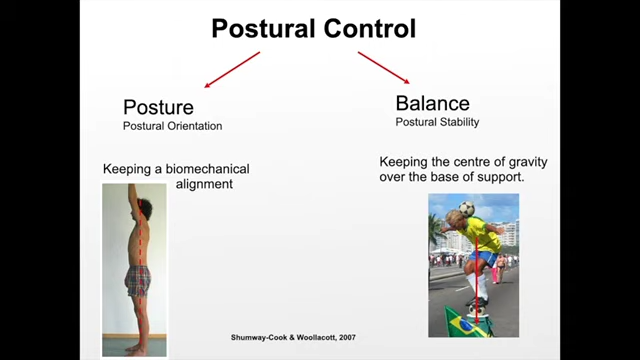 Postural Control
Posture
Postural Orientation
Balance
Postural Stability
Keeping a biomechanical
alignment
Keeping the centre of gravity
over the base of support.
Shumway-Cook & Woollacott, 2007